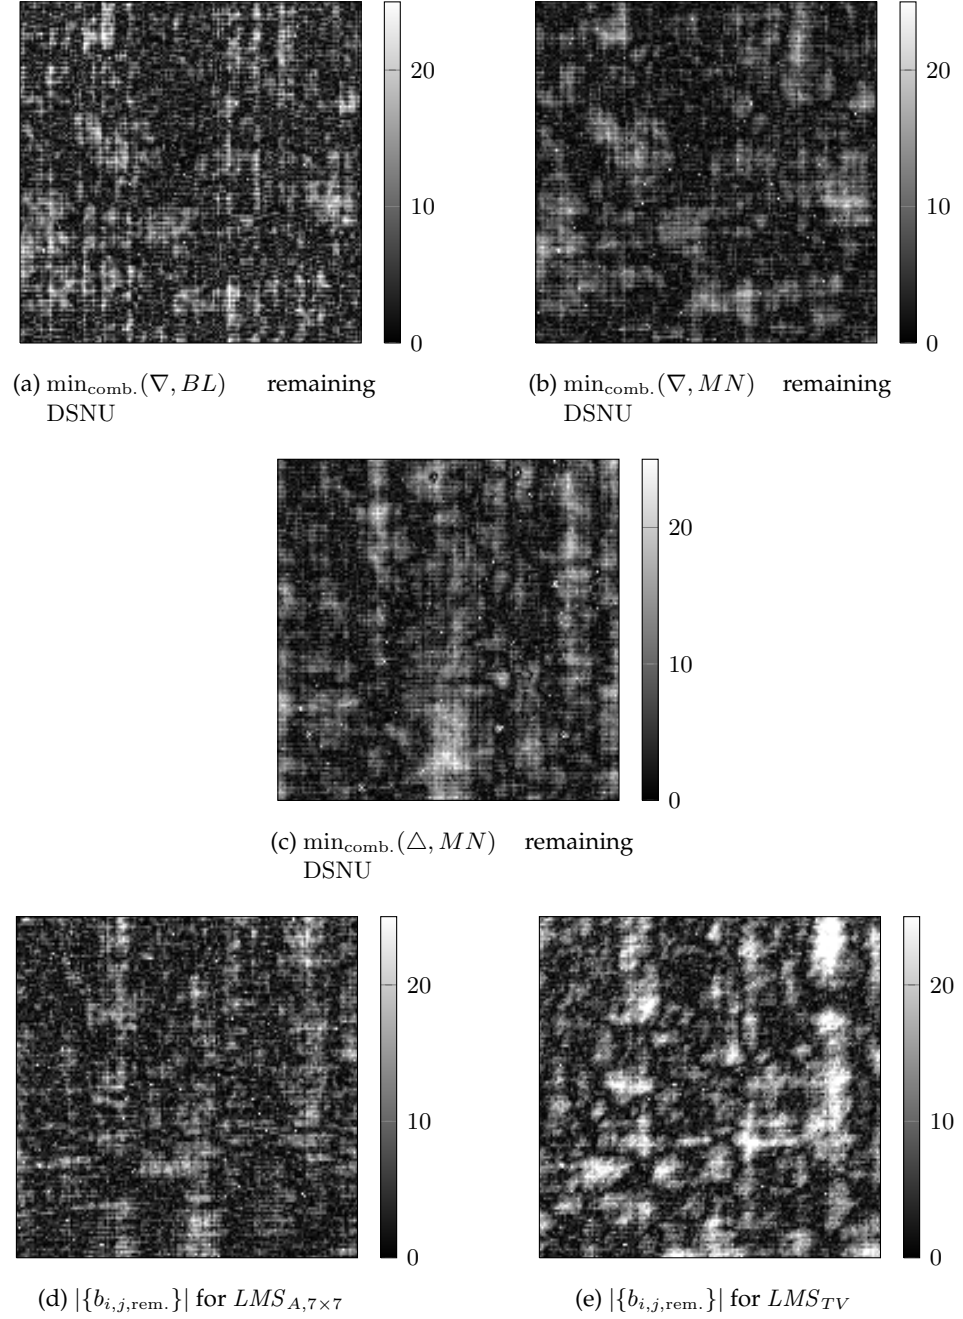 20
10
0
20
10
0
(a) min_comb.(∇, BL) remaining
DSNU
(b) min_comb.(∇, MN) remaining
DSNU
20
10
0
(c) min_comb.(△, MN) remaining
DSNU
20
10
0
20
10
0
(d) |{b_i,j,rem.}| for LMS_A,7×7
(e) |{b_i,j,rem.}| for LMS_TV